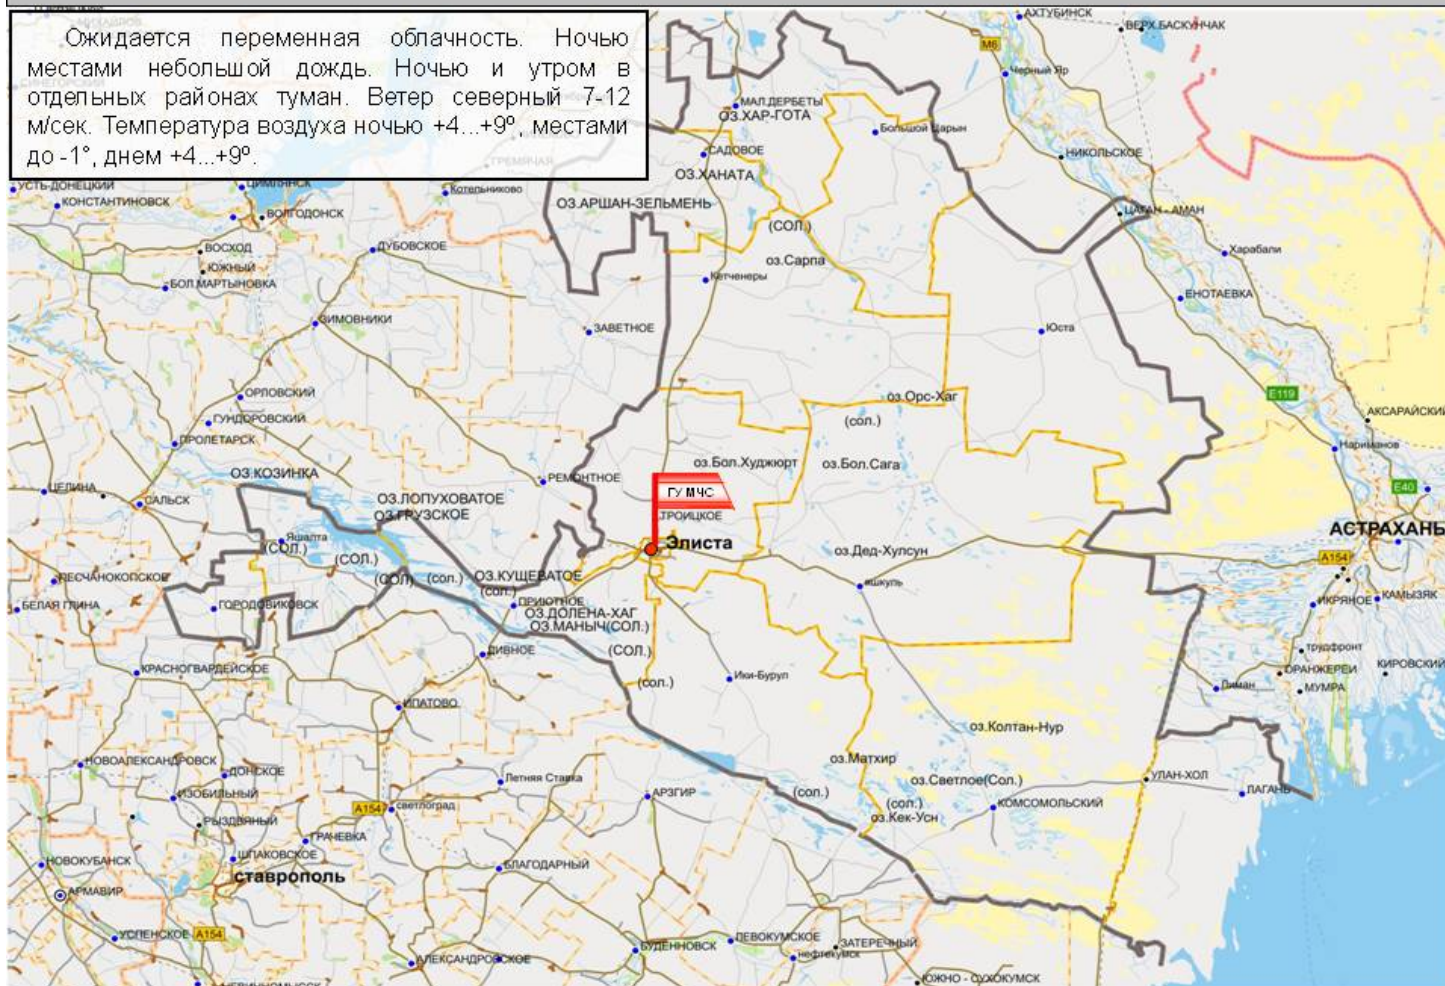 Ожидается переменная облачность. Ночью
местами небольшой дождь. Ночью и утром в
отдельных районах туман. Ветер северный 7-12
м/сек. Температура воздуха ночью +4...+9º, местами
до -1°, днем +4...+9º.
АХТУБИНСК
ВЕРХ.БАСКУНЧАК
М6
Черный Яр
МАЛ.ДЕРБЕТЫ
ОЗ.ХАР-ГОТА
Большой Царын
САДОВОЕ
НИКОЛЬСКОЕ
ОЗ.ХАНАТА
УСТЬ-ДОНЕЦКИЙ
ЦИМЛЯНСК
Котельниково
КОНСТАНТИНОВСК
ОЗ.АРШАН-ЗЕЛЬМЕНЬ
ВОЛГОДОНСК
ЦАГАН - АМАН
(СОЛ.)
ВОСХОД
ДУБОВСКОЕ
Харабали
оз.Сарпа
ЮЖНЫЙ
Кетченеры
БОЛ.МАРТЫНОВКА
ЕНОТАЕВКА
ЗИМОВНИКИ
ЗАВЕТНОЕ
Юста
ОРЛОВСКИЙ
оз.Орс-Хаг
Е119
ГУНДОРОВСКИЙ
(сол.)
АКСАРАЙСКИЙ
ПРОЛЕТАРСК
Нариманов
оз.Бол.Худжюрт
оз.Бол.Сага
ОЗ.КОЗИНКА
РЕМОНТНОЕ
ЦЕЛИНА
САЛЬСК
ОЗ.ЛОПУХОВАТОЕ
ГУ МЧС
Е40
ОЗ.ГРУЗСКОЕ
ТРОИЦКОЕ
АСТРАХАНЬ
Яшалта
Элиста
(СОЛ.)
(СОЛ.)
оз.Дед-Хулсун
А154
ПЕСЧАНОКОПСКОЕ
(СОЛ)
(сол.)
ОЗ.КУЩЕВАТОЕ
(сол.)
яшкуль
БЕЛАЯ ГЛИНА
ГОРОДОВИКОВСК
ПРИЮТНОЕ
ИКРЯНОЕ
КАМЫЗЯК
ОЗ.ДОЛЕНА-ХАГ
ОЗ.МАНЫЧ(СОЛ.)
ДИВНОЕ
(СОЛ.)
трудфронт
КРАСНОГВАРДЕЙСКОЕ
Ики-Бурул
(сол.)
ОРАНЖЕРЕИ
КИРОВСКИЙ
Лиман
МУМРА
ИПАТОВО
оз.Колтан-Нур
НОВОАЛЕКСАНДРОВСК
оз.Матхир
ДОНСКОЕ
Летняя Ставка
оз.Светлое(Сол.)
УЛАН-ХОЛ
ИЗОБИЛЬНЫЙ
АРЗГИР
(сол.)
ЛАГАНЬ
А154
светлоград
(сол.)
КОМСОМОЛЬСКИЙ
РЫЗДВЯНЫЙ
оз.Кек-Усн
ГРАЧЕВКА
НОВОКУБАНСК
ШПАКОВСКОЕ
БЛАГОДАРНЫЙ
ставрополь
АРМАВИР
УСПЕНСКОЕ
А154
БУДЕННОВСК
ЛЕВОКУМСКОЕ
ЗАТЕРЕЧНЫЙ
АЛЕКСАНДРОВСКОЕ
нефтекумск
ЮЖНО - СУХОКУМСК